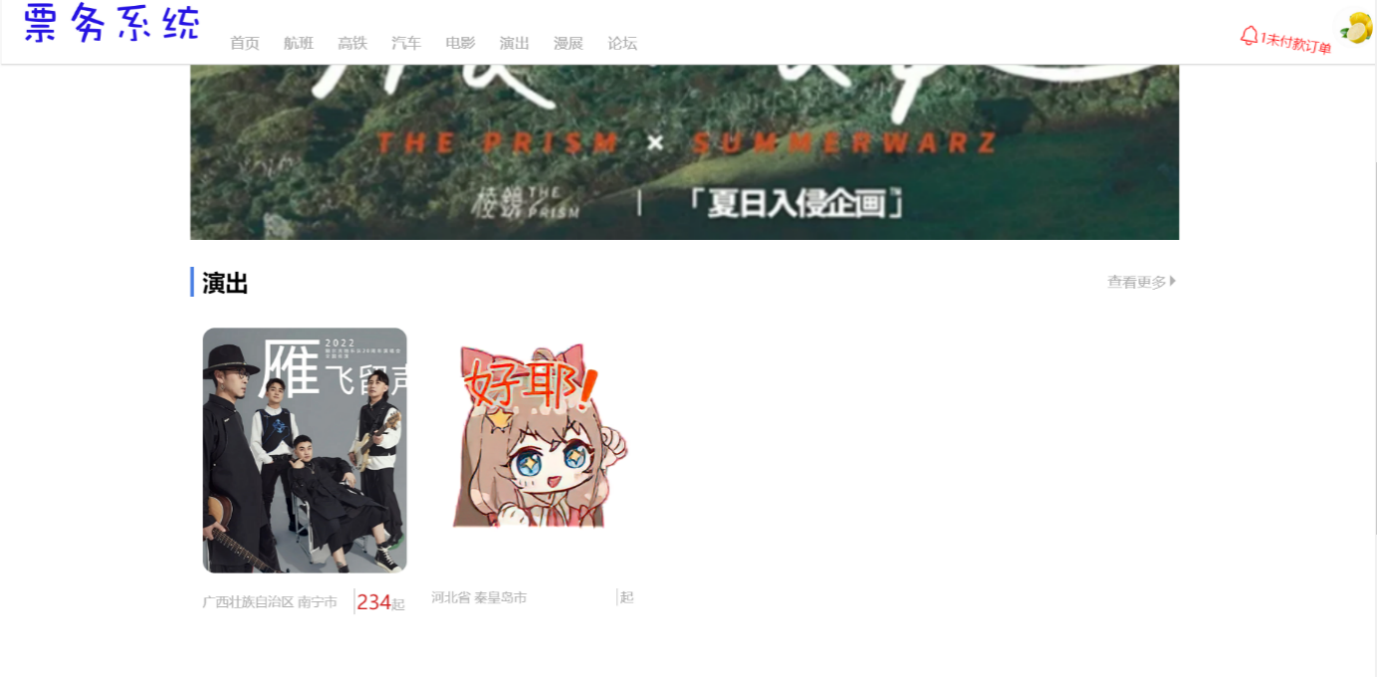 票务系统
首页 航班 高铁 汽车 电影 演出 漫展 论坛
1未付款订单
THE PRISM × SUMMERWARZ
棱鏡 THE PRISM | 「夏日入侵企画」
演出
查看更多
2022
雁
飞留声
好耶!
广西壮族自治区 南宁市 234起
河北省 秦皇岛市 起